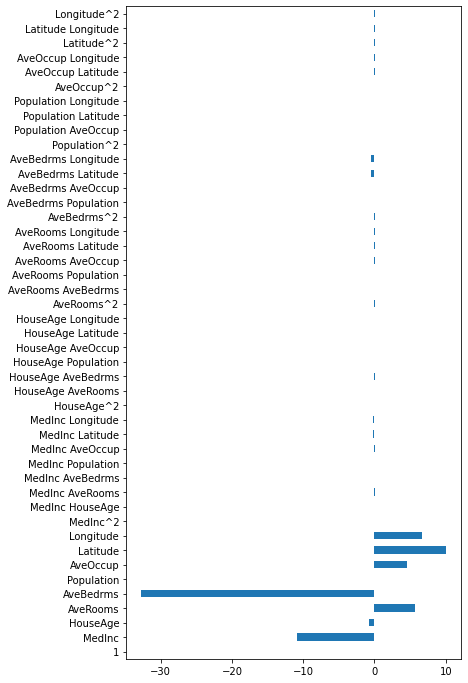 Longitude^2
Latitude Longitude
Latitude^2
AveOccup Longitude
AveOccup Latitude
AveOccup^2
Population Longitude
Population Latitude
Population AveOccup
Population^2
AveBedrms Longitude
AveBedrms Latitude
AveBedrms AveOccup
AveBedrms Population
AveBedrms^2
AveRooms Longitude
AveRooms Latitude
AveRooms AveOccup
AveRooms Population
AveRooms AveBedrms
AveRooms^2
HouseAge Longitude
HouseAge Latitude
HouseAge AveOccup
HouseAge Population
HouseAge AveBedrms
HouseAge AveRooms
HouseAge^2
MedInc Longitude
MedInc Latitude
MedInc AveOccup
MedInc Population
MedInc AveBedrms
MedInc AveRooms
MedInc HouseAge
MedInc^2
Longitude
Latitude
AveOccup
Population
AveBedrms
AveRooms
HouseAge
MedInc
1
−30 −20 −10 0 10